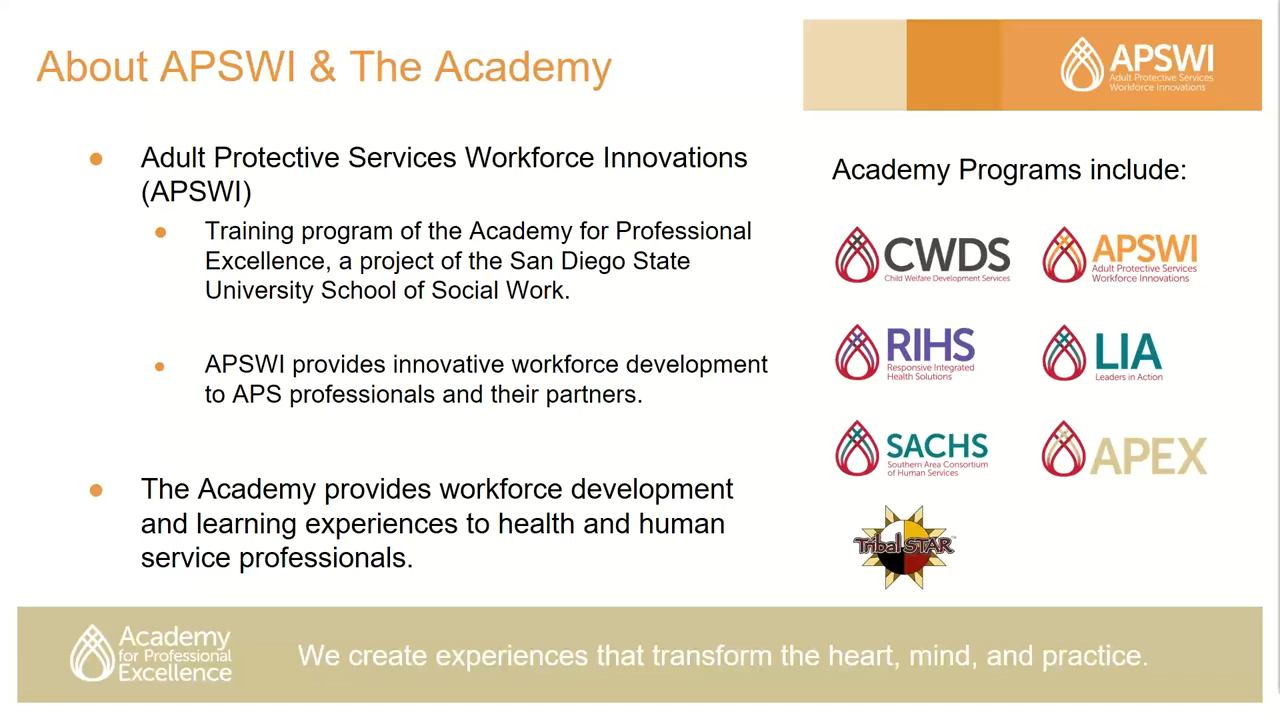 About APSWI & The Academy
APSWI
Adult Protective Services
Workforce Innovations
Adult Protective Services Workforce Innovations
(APSWI)
Training program of the Academy for Professional
Excellence, a project of the San Diego State
University School of Social Work.
APSWI provides innovative workforce development
to APS professionals and their partners.
The Academy provides workforce development
and learning experiences to health and human
service professionals.
Academy Programs include:
CWDS
Child Welfare Development Services
APSWI
Adult Protective Services
Workforce Innovations
RIHS
Responsive Integrated
Health Solutions
LIA
Leaders in Action
SACHS
Southern Area Consortium
of Human Services
APEX
Tribal STAR
Academy
for Professional
Excellence
We create experiences that transform the heart, mind, and practice.